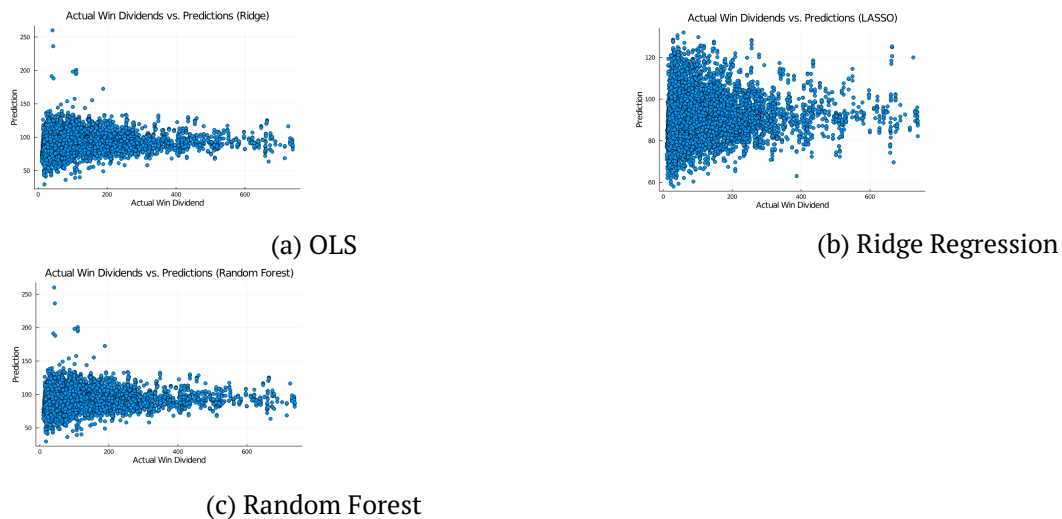 Actual Win Dividends vs. Predictions (Ridge)
250
200
150
100
50
Prediction
0 200 400 600
Actual Win Dividend
(a) OLS
Actual Win Dividends vs. Predictions (LASSO)
120
100
80
60
Prediction
0 200 400 600
Actual Win Dividend
(b) Ridge Regression
Actual Win Dividends vs. Predictions (Random Forest)
250
200
150
100
50
Prediction
0 200 400 600
Actual Win Dividend
(c) Random Forest